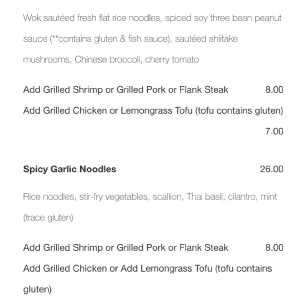 Wok sautéed fresh flat rice noodles, spiced soy three bean peanut
sauce (**contains gluten & fish sauce), sautéed shiitake
mushrooms, Chinese broccoli, cherry tomato
Add Grilled Shrimp or Grilled Pork or Flank Steak 8.00
Add Grilled Chicken or Lemongrass Tofu (tofu contains gluten)
7.00
Spicy Garlic Noodles 26.00
Rice noodles, stir-fry vegetables, scallion, Thai basil, cilantro, mint
(trace gluten)
Add Grilled Shrimp or Grilled Pork or Flank Steak 8.00
Add Grilled Chicken or Add Lemongrass Tofu (tofu contains
gluten)